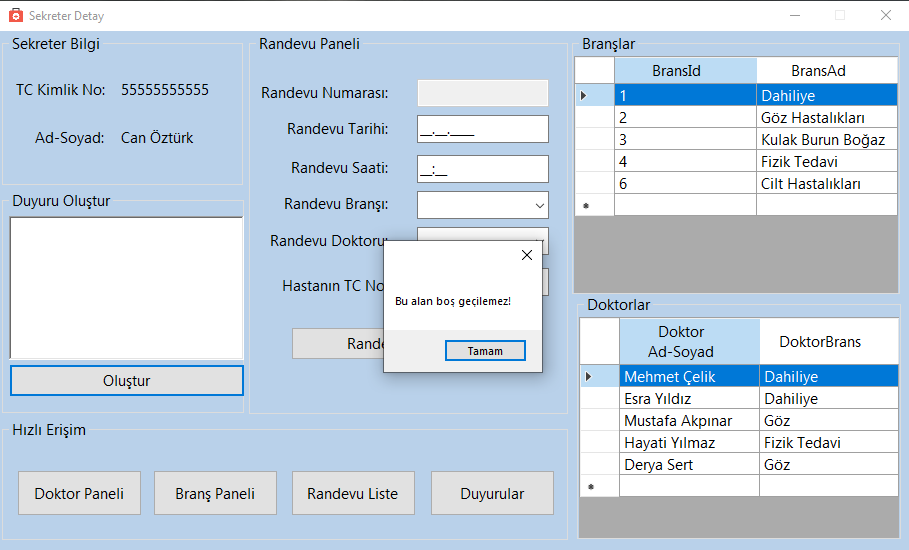 Sekreter Detay
Sekreter Bilgi
TC Kimlik No: 55555555555
Ad-Soyad: Can Öztürk
Duyuru Oluştur
Oluştur
Randevu Paneli
Randevu Numarası:
Randevu Tarihi: __.__.____
Randevu Saati: __:__
Randevu Branşı:
Randevu Doktoru:
Hastanın TC No
Rande
Bu alan boş geçilemez!
Tamam
Branşlar
BransId BransAd
1 Dahiliye
2 Göz Hastalıkları
3 Kulak Burun Boğaz
4 Fizik Tedavi
6 Cilt Hastalıkları
Doktorlar
Doktor
Ad-Soyad DoktorBrans
Mehmet Çelik Dahiliye
Esra Yıldız Dahiliye
Mustafa Akpınar Göz
Hayati Yılmaz Fizik Tedavi
Derya Sert Göz
Hızlı Erişim
Doktor Paneli Branş Paneli Randevu Liste Duyurular